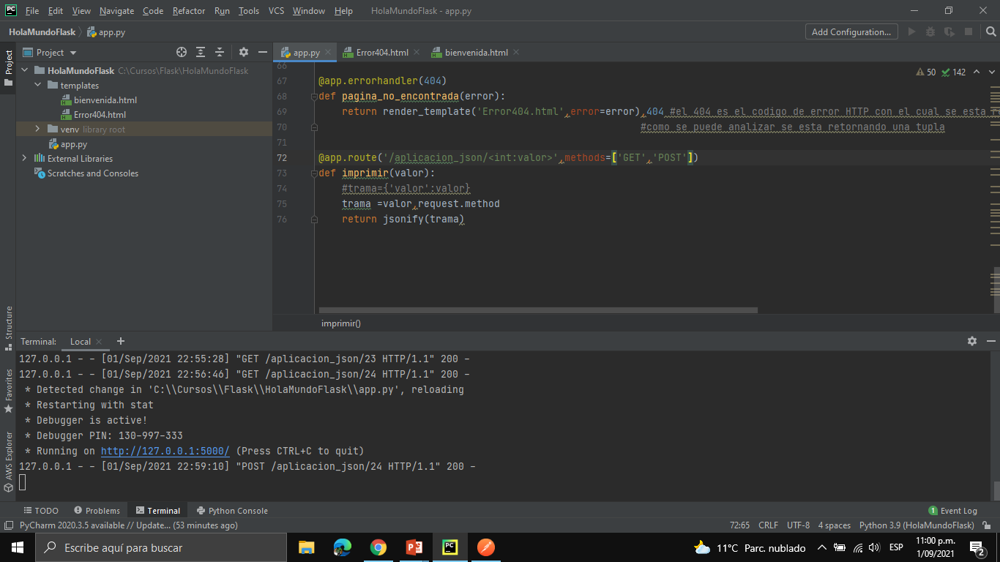 PC File Edit View Navigate Code Refactor Run Tools VCS Window Help HolaMundoFlask - app.py
HolaMundoFlask app.py Add Configuration...
Project
Project
app.py Error404.html bienvenida.html
HolaMundoFlask C:\Cursos\Flask\HolaMundoFlask
templates
bienvenida.html
Error404.html
venv library root
app.py
External Libraries
Scratches and Consoles
50 142
66
67 @app.errorhandler(404)
68 def pagina_no_encontrada(error):
69 return render_template('Error404.html',error=error),404 #el 404 es el codigo de error HTTP con el cual se esta r
70 #como se puede analizar se esta retornando una tupla
71
72 @app.route('/aplicacion_json/<int:valor>',methods=['GET','POST'])
73 def imprimir(valor):
74 #trama={'valor':valor}
75 trama =valor,request.method
76 return jsonify(trama)
imprimir()
Structure
Favorites
AWS Explorer
Terminal: Local
127.0.0.1 - - [01/Sep/2021 22:55:28] "GET /aplicacion_json/23 HTTP/1.1" 200 -
127.0.0.1 - - [01/Sep/2021 22:56:46] "GET /aplicacion_json/24 HTTP/1.1" 200 -
* Detected change in 'C:\\Cursos\\Flask\\HolaMundoFlask\\app.py', reloading
* Restarting with stat
* Debugger is active!
* Debugger PIN: 130-997-333
* Running on http://127.0.0.1:5000/ (Press CTRL+C to quit)
127.0.0.1 - - [01/Sep/2021 22:59:10] "POST /aplicacion_json/24 HTTP/1.1" 200 -
TODO Problems Terminal Python Console 1 Event Log
PyCharm 2020.3.5 available // Update... (53 minutes ago) 72:65 CRLF UTF-8 4 spaces Python 3.9 (HolaMundoFlask)
Escribe aquí para buscar
11°C Parc. nublado ESP 11:00 p.m.
1/09/2021 2